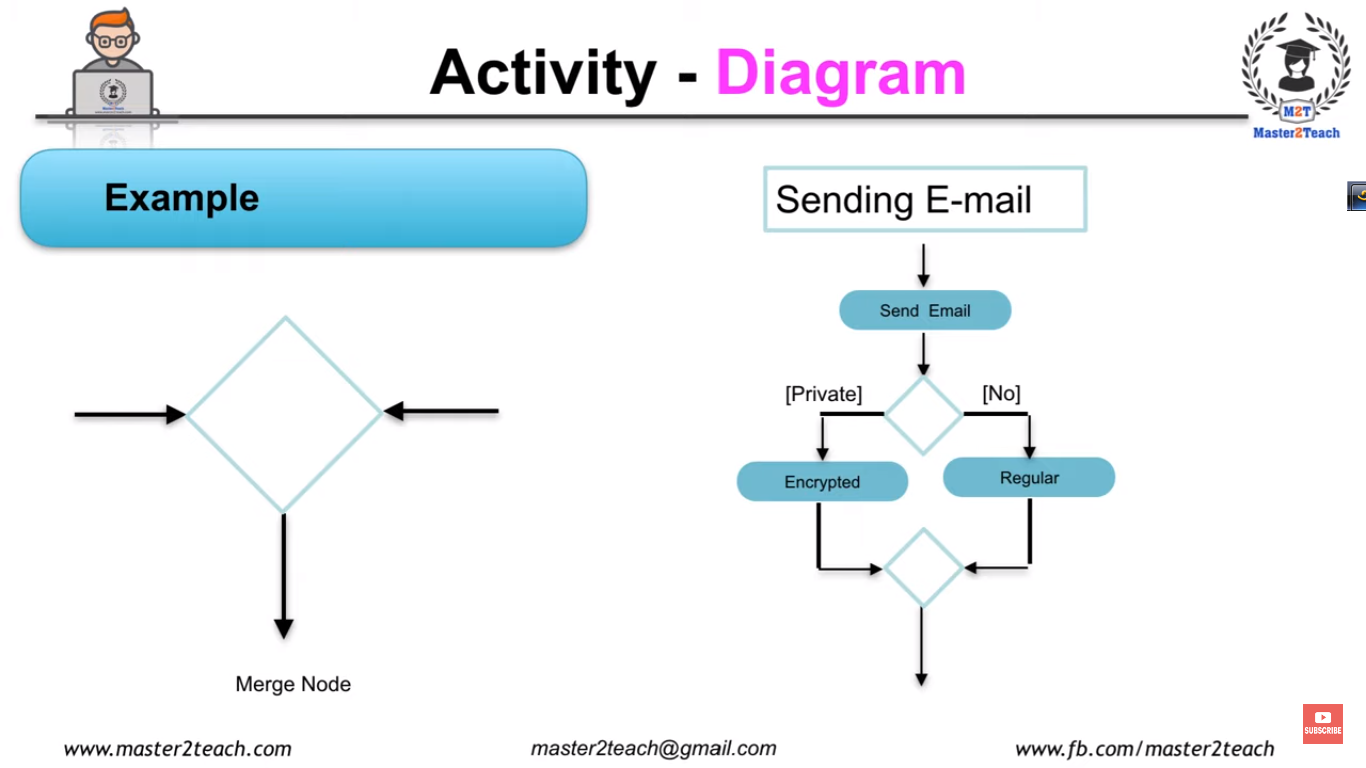 Activity - Diagram
M2T
Master2Teach
Example
Sending E-mail
Send Email
[Private]
[No]
Encrypted
Regular
Merge Node
SUBSCRIBE
www.master2teach.com
master2teach@gmail.com
www.fb.com/master2teach